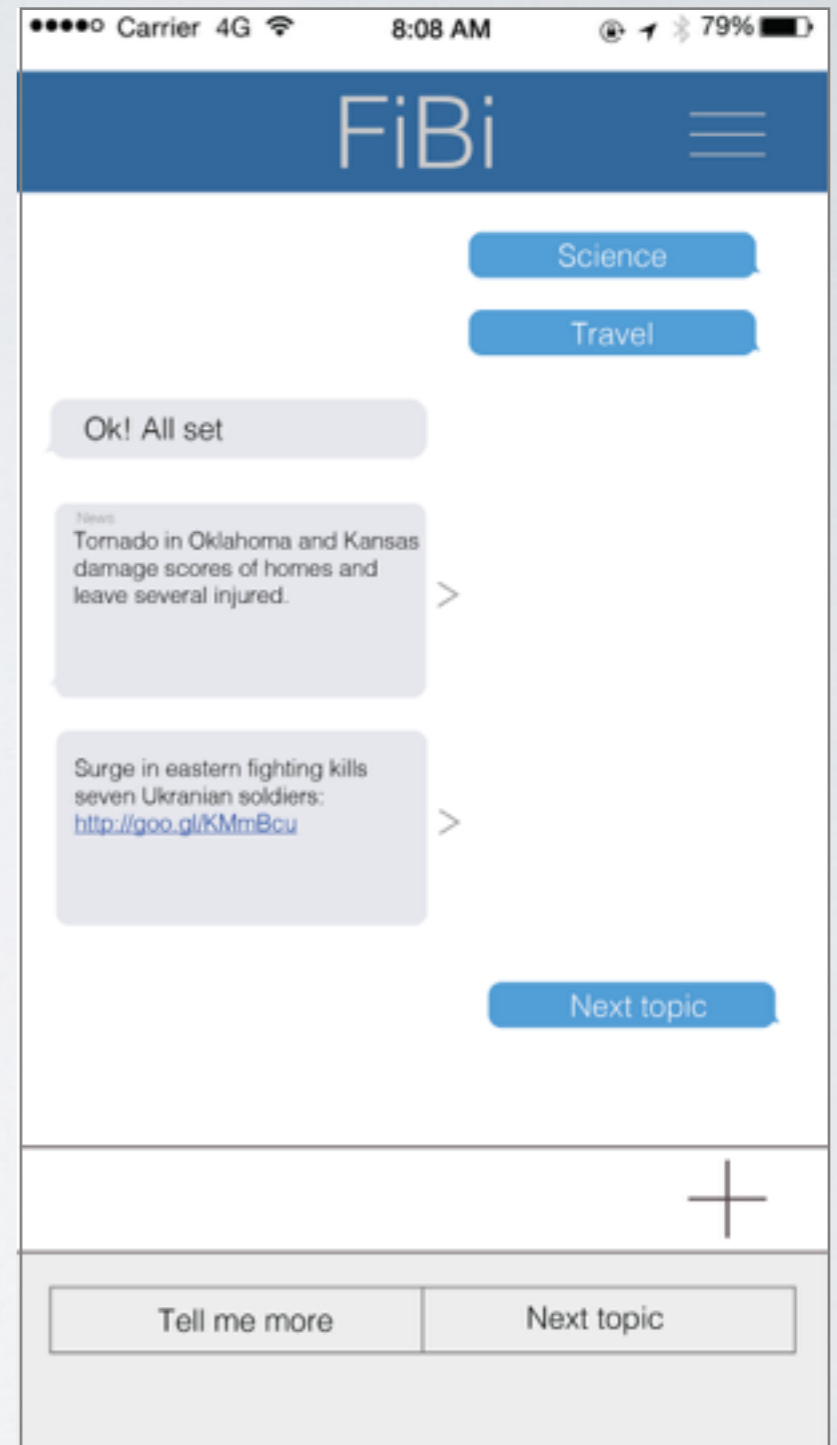 Carrier 4G 8:08 AM 79%
FiBi
Science
Travel
Ok! All set
News
Tornado in Oklahoma and Kansas
damage scores of homes and
leave several injured.
>
Surge in eastern fighting kills
seven Ukranian soldiers:
http://goo.gl/KMmBcu
>
Next topic
Tell me more Next topic